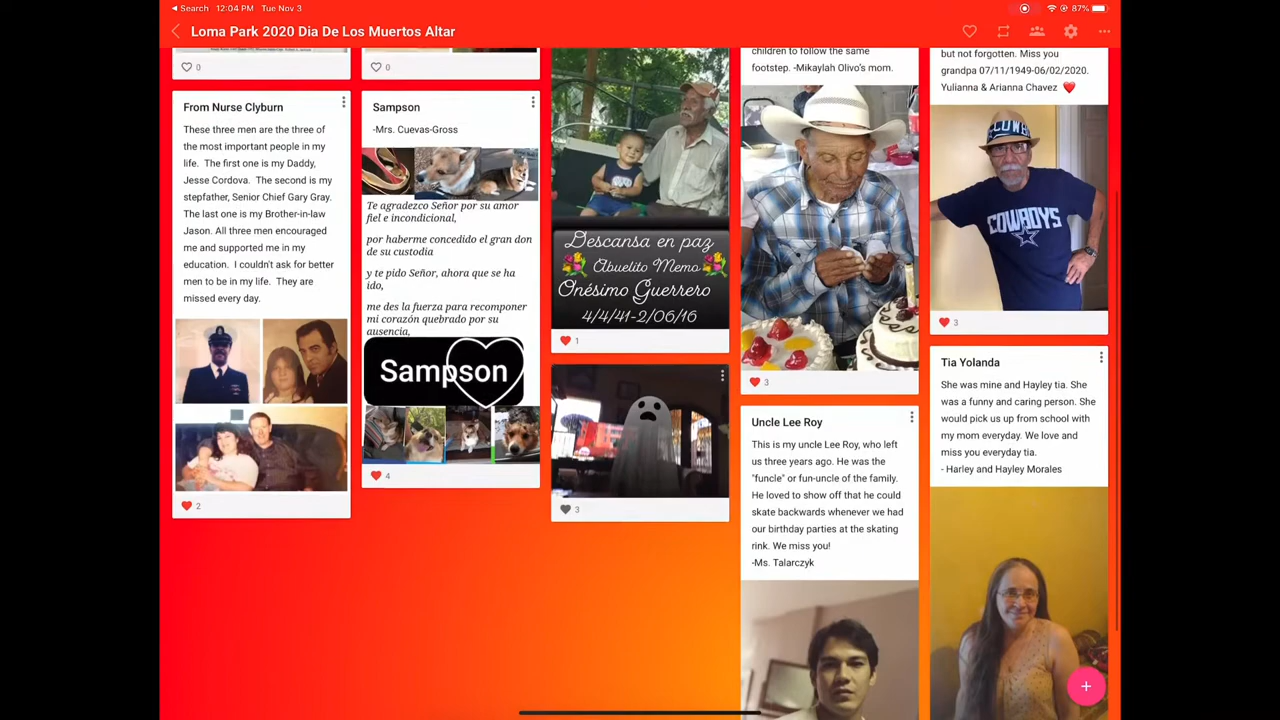 Search 12:04 PM Tue Nov 3
87%
Loma Park 2020 Dia De Los Muertos Altar
0
From Nurse Clyburn
These three men are the three of
the most important people in my
life. The first one is my Daddy,
Jesse Cordova. The second is my
stepfather, Senior Chief Gary Gray.
The last one is my Brother-in-law
Jason. All three men encouraged
me and supported me in my
education. I couldn't ask for better
men to be in my life. They are
missed every day.
2
0
Sampson
-Mrs. Cuevas-Gross
Te agradezco Señor por su amor
fiel e incondicional,
por haberme concedido el gran don
de su custodia
y te pido Señor, ahora que se ha
ido,
me des la fuerza para recomponer
mi corazón quebrado por su
ausencia,
Sampson
4
Descansa en paz
Abuelito Memo
Onésimo Guerrero
4/4/41-2/06/16
1
3
children to follow the same
footstep. -Mikaylah Olivo's mom.
3
Uncle Lee Roy
This is my uncle Lee Roy, who left
us three years ago. He was the
"funcle" or fun-uncle of the family.
He loved to show off that he could
skate backwards whenever we had
our birthday parties at the skating
rink. We miss you!
-Ms. Talarczyk
but not forgotten. Miss you
grandpa 07/11/1949-06/02/2020.
Yulianna & Arianna Chavez
COWBOYS
3
Tia Yolanda
She was mine and Hayley tia. She
was a funny and caring person. She
would pick us up from school with
my mom everyday. We love and
miss you everyday tia.
- Harley and Hayley Morales